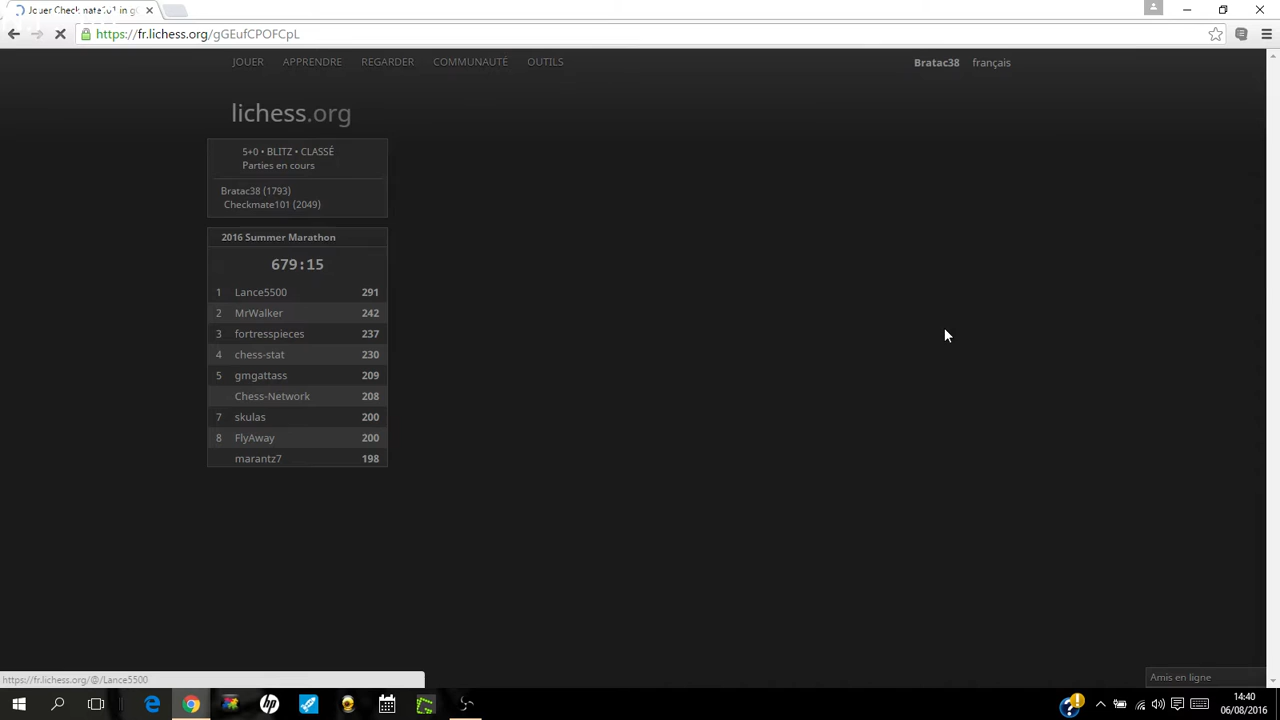 Jouer Checkmate101 in g
https://fr.lichess.org/gGEufCPOFCpL
JOUER APPRENDRE REGARDER COMMUNAUTÉ OUTILS Bratac38 français
lichess.org
5+0 • BLITZ • CLASSÉ
Parties en cours
Bratac38 (1793)
Checkmate101 (2049)
2016 Summer Marathon
679:15
1 Lance5500 291
2 MrWalker 242
3 fortresspieces 237
4 chess-stat 230
5 gmgattass 209
Chess-Network 208
7 skulas 200
8 FlyAway 200
marantz7 198
https://fr.lichess.org/@/Lance5500
Amis en ligne
14:40
06/08/2016